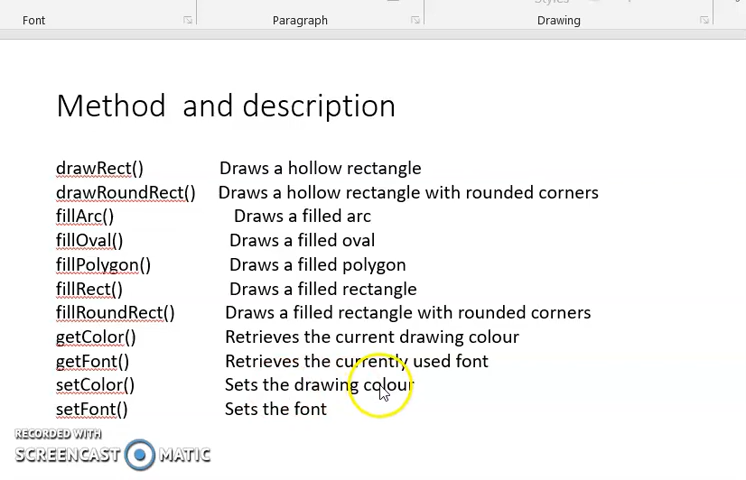 Font Paragraph Drawing
Method and description
drawRect() Draws a hollow rectangle
drawRoundRect() Draws a hollow rectangle with rounded corners
fillArc() Draws a filled arc
fillOval() Draws a filled oval
fillPolygon() Draws a filled polygon
fillRect() Draws a filled rectangle
fillRoundRect() Draws a filled rectangle with rounded corners
getColor() Retrieves the current drawing colour
getFont() Retrieves the currently used font
setColor() Sets the drawing colour
setFont() Sets the font
RECORDED WITH
SCREENCAST MATIC